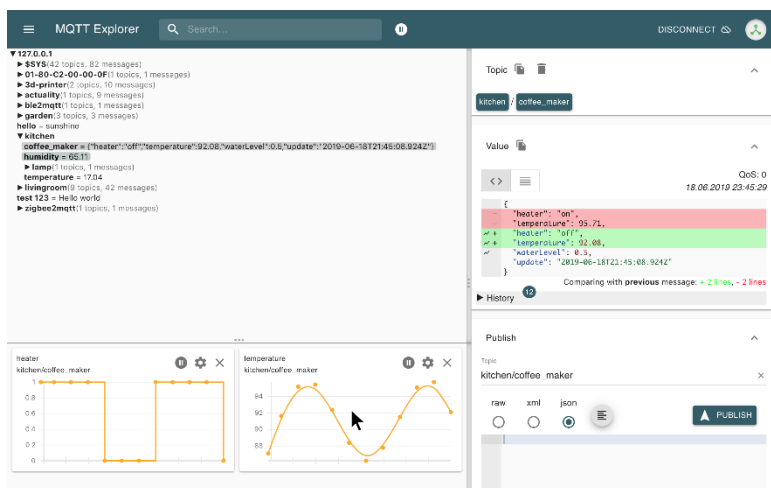 MQTT Explorer
Search...
DISCONNECT
▼ 127.0.0.1
▶ $SYS(42 topics, 82 messages)
▶ 01-80-C2-00-00-0F(1 topics, 1 messages)
▶ 3d-printer(2 topics, 10 messages)
▶ actuality(1 topics, 9 messages)
▶ ble2mqtt(1 topics, 1 messages)
▶ garden(3 topics, 3 messages)
hello = sunshine
▼ kitchen
coffee_maker = {"heater":"off","temperature":92.08,"waterLevel":0.5,"update":"2019-06-18T21:45:08.924Z"}
humidity = 66.11
▶ lamp(1 topics, 1 messages)
temperature = 17.04
▶ livingroom(9 topics, 42 messages)
test 123 = Hello world
▶ zigbee2mqtt(1 topics, 1 messages)
heater
kitchen/coffee_maker
1
0.8
0.6
0.4
0.2
0
temperature
kitchen/coffee_maker
94
92
90
88
Topic
kitchen / coffee_maker
Value
QoS: 0
18.06.2019 23:45:29
{
- "heater": "on",
- "temperature": 95.71,
+ "heater": "off",
+ "temperature": 92.08,
"waterLevel": 0.5,
"update": "2019-06-18T21:45:08.924Z"
}
Comparing with previous message: + 2 lines, - 2 lines
▶ History 12
Publish
Topic
kitchen/coffee_maker
raw xml json
PUBLISH